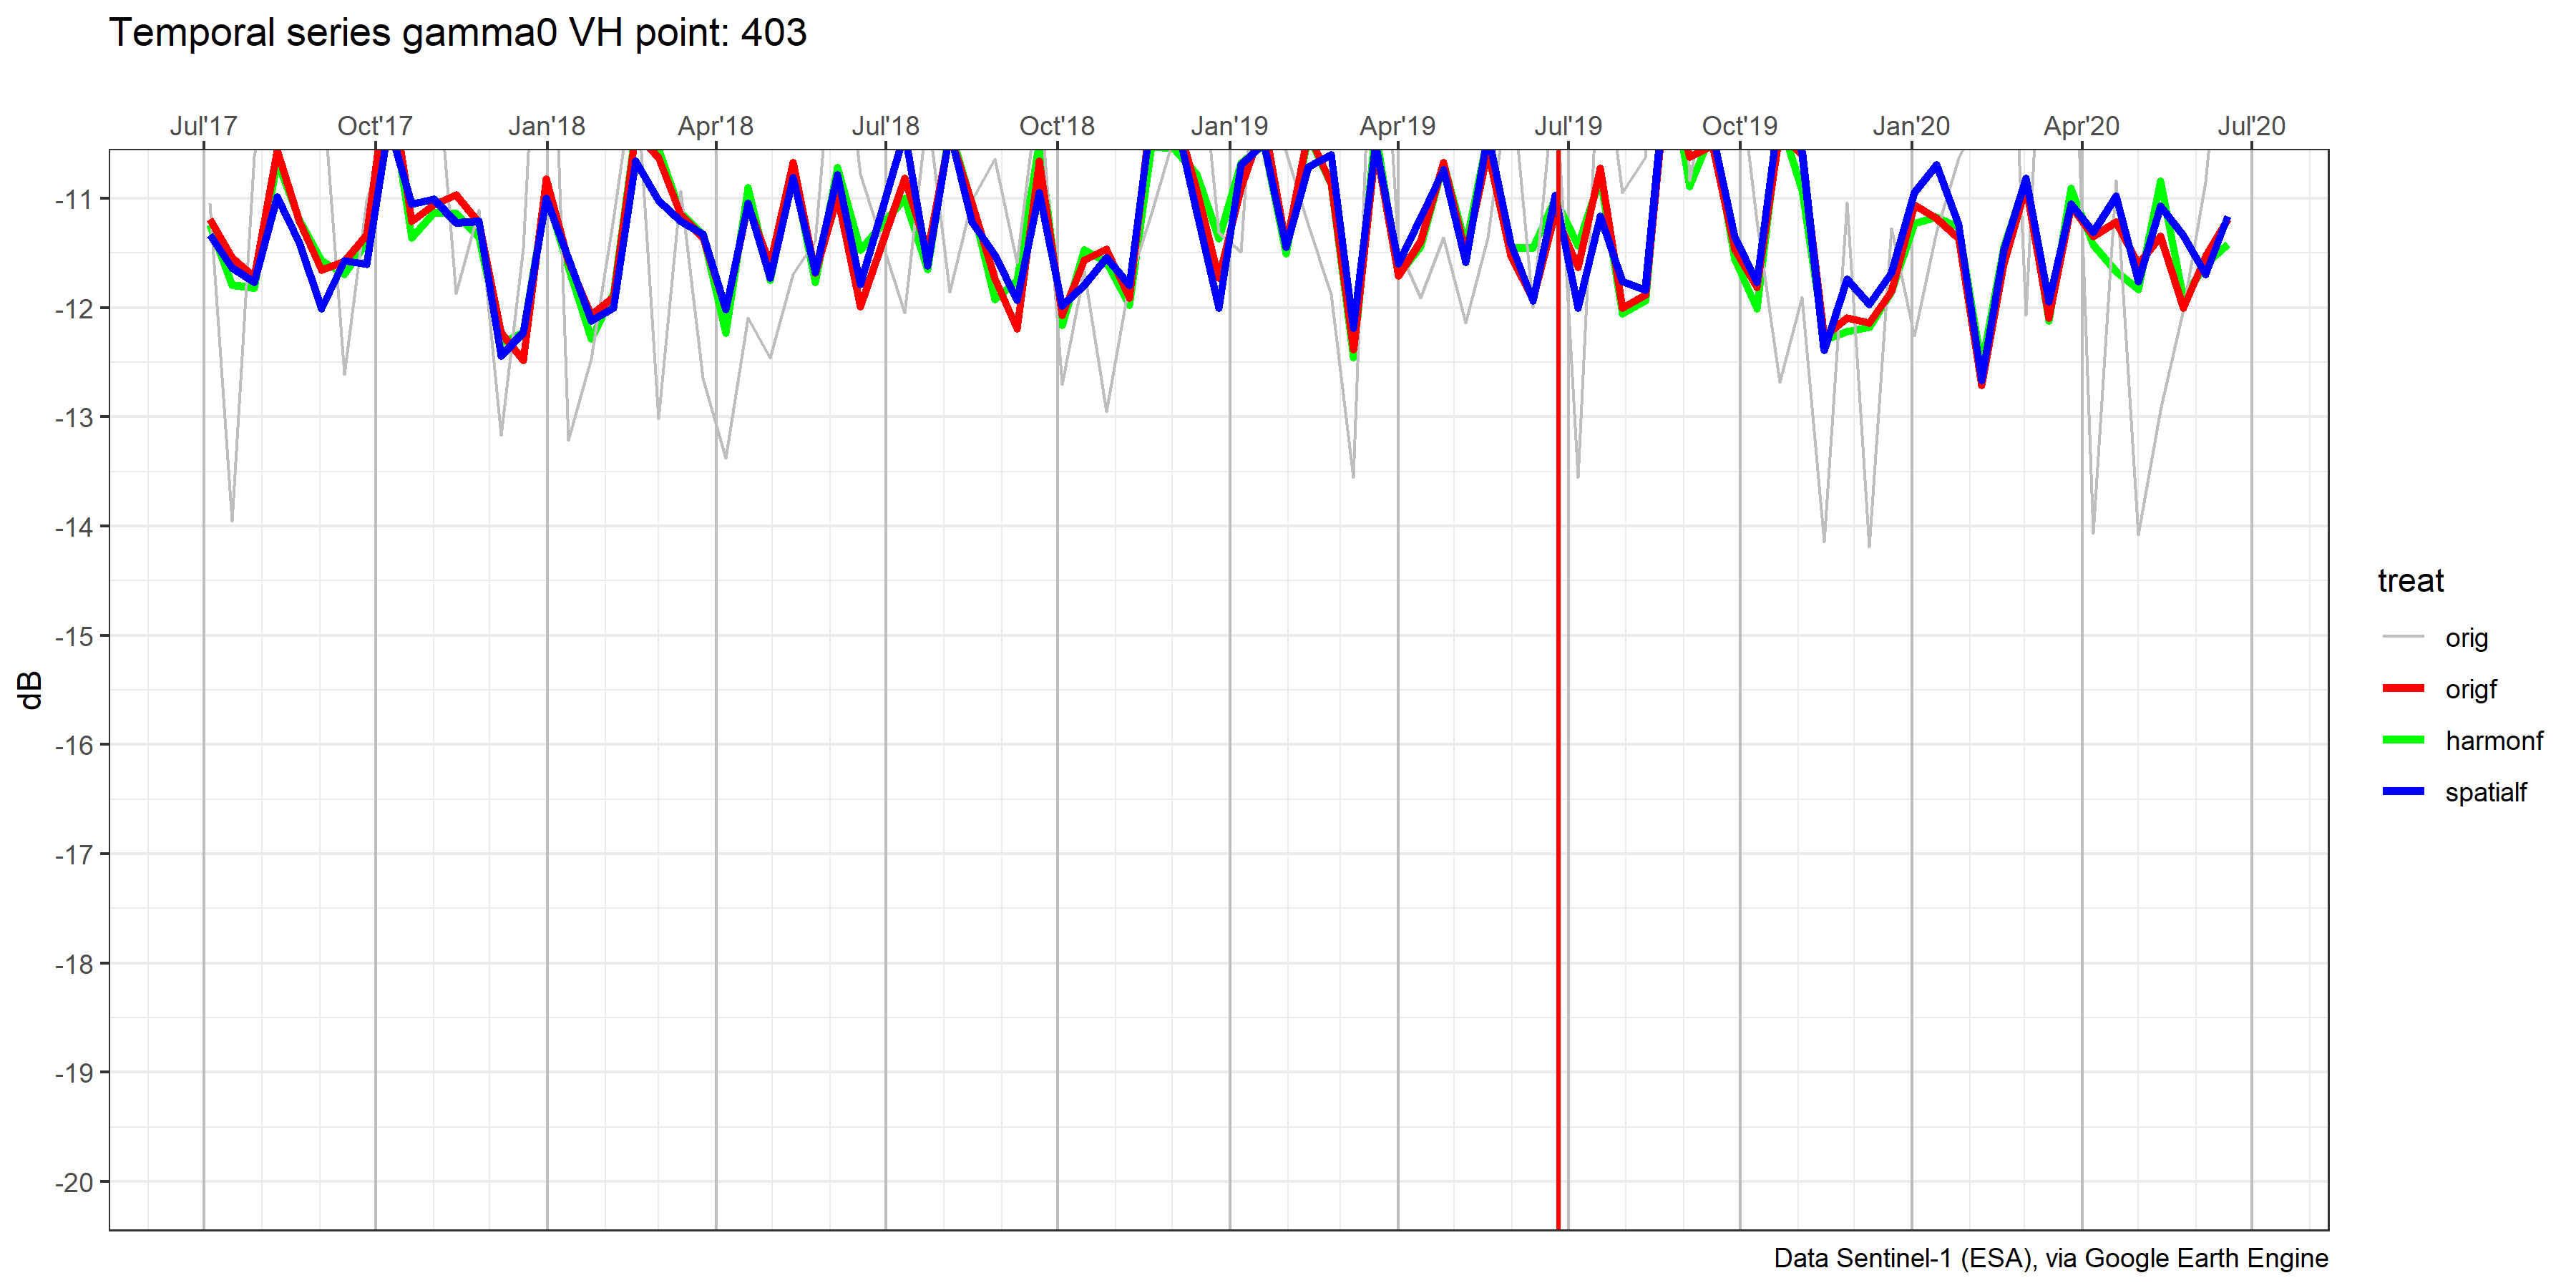 Temporal series gamma0 VH point: 403
Jul'17 Oct'17 Jan'18 Apr'18 Jul'18 Oct'18 Jan'19 Apr'19 Jul'19 Oct'19 Jan'20 Apr'20 Jul'20
-11
-12
-13
-14
-15
-16
-17
-18
-19
-20
dB
treat
orig
origf
harmonf
spatialf
Data Sentinel-1 (ESA), via Google Earth Engine